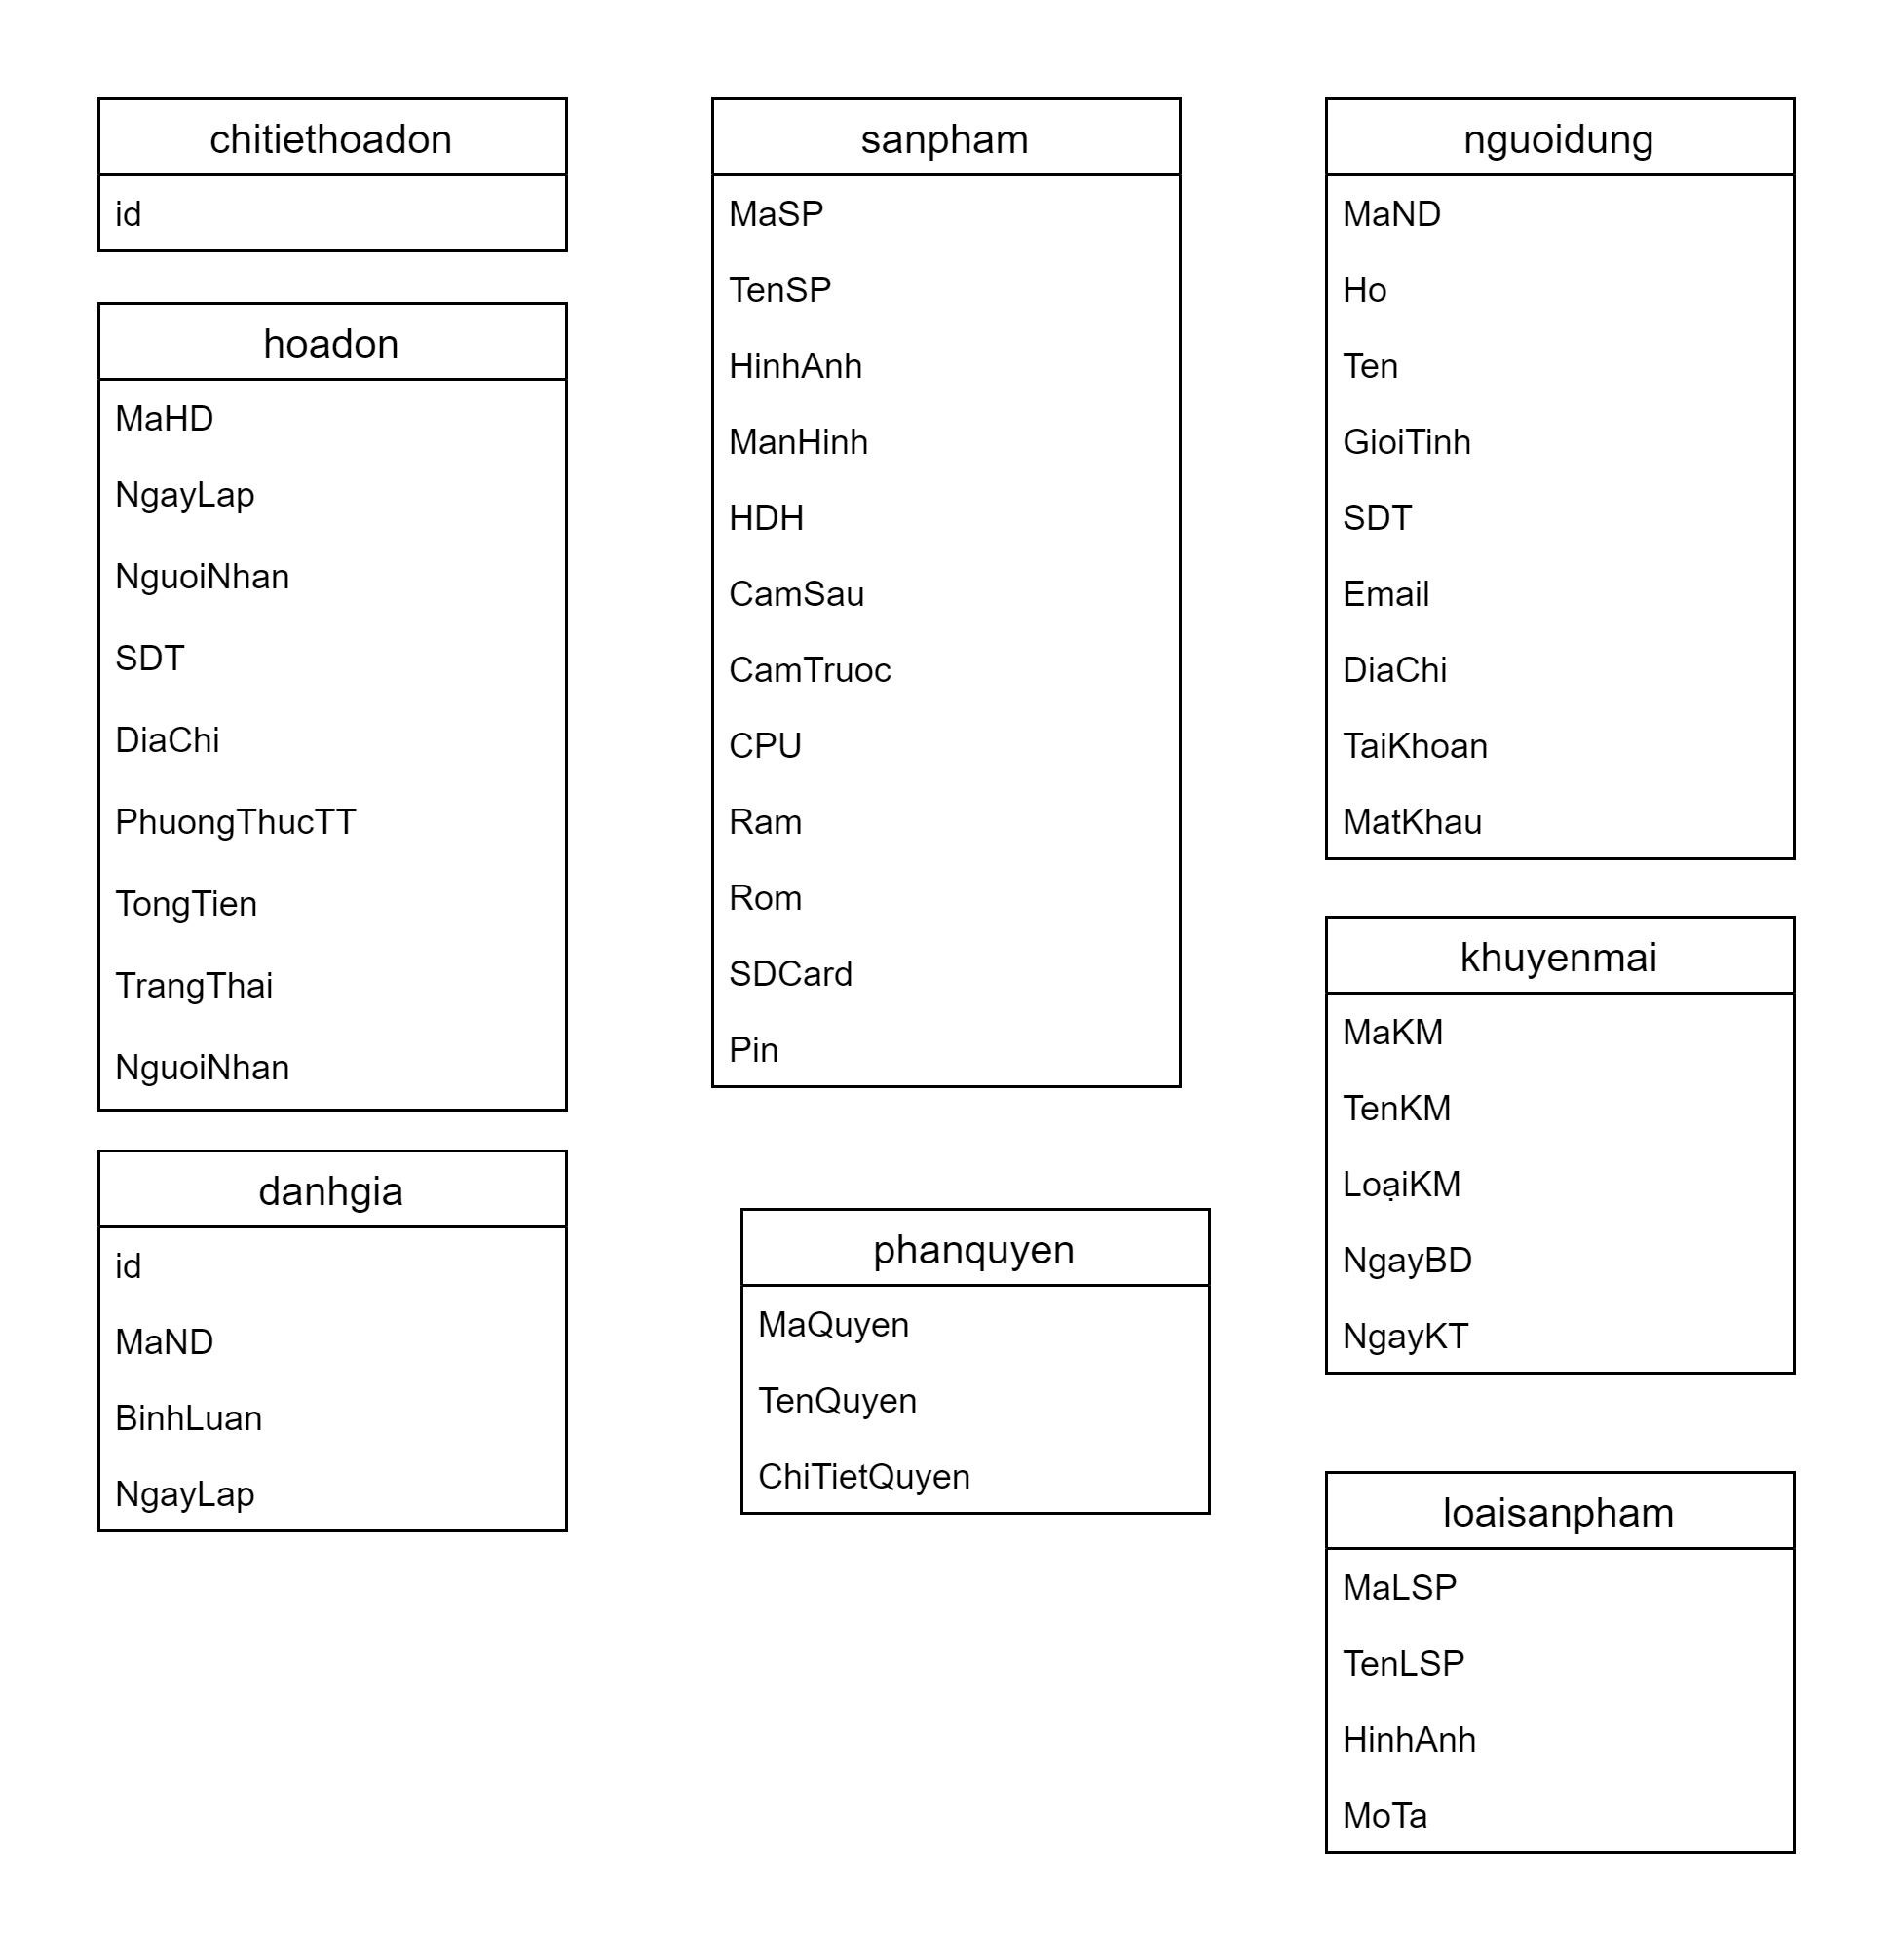 chitiethoadon
id
hoadon
MaHD
NgayLap
NguoiNhan
SDT
DiaChi
PhuongThucTT
TongTien
TrangThai
NguoiNhan
danhgia
id
MaND
BinhLuan
NgayLap
sanpham
MaSP
TenSP
HinhAnh
ManHinh
HDH
CamSau
CamTruoc
CPU
Ram
Rom
SDCard
Pin
phanquyen
MaQuyen
TenQuyen
ChiTietQuyen
nguoidung
MaND
Ho
Ten
GioiTinh
SDT
Email
DiaChi
TaiKhoan
MatKhau
khuyenmai
MaKM
TenKM
LoạiKM
NgayBD
NgayKT
loaisanpham
MaLSP
TenLSP
HinhAnh
MoTa